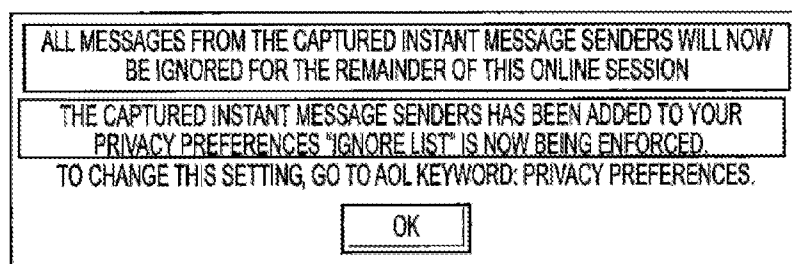 ALL MESSAGES FROM THE CAPTURED INSTANT MESSAGE SENDERS WILL NOW
BE IGNORED FOR THE REMAINDER OF THIS ONLINE SESSION
THE CAPTURED INSTANT MESSAGE SENDERS HAS BEEN ADDED TO YOUR
PRIVACY PREFERENCES "IGNORE LIST" IS NOW BEING ENFORCED.
TO CHANGE THIS SETTING, GO TO AOL KEYWORD: PRIVACY PREFERENCES.
OK